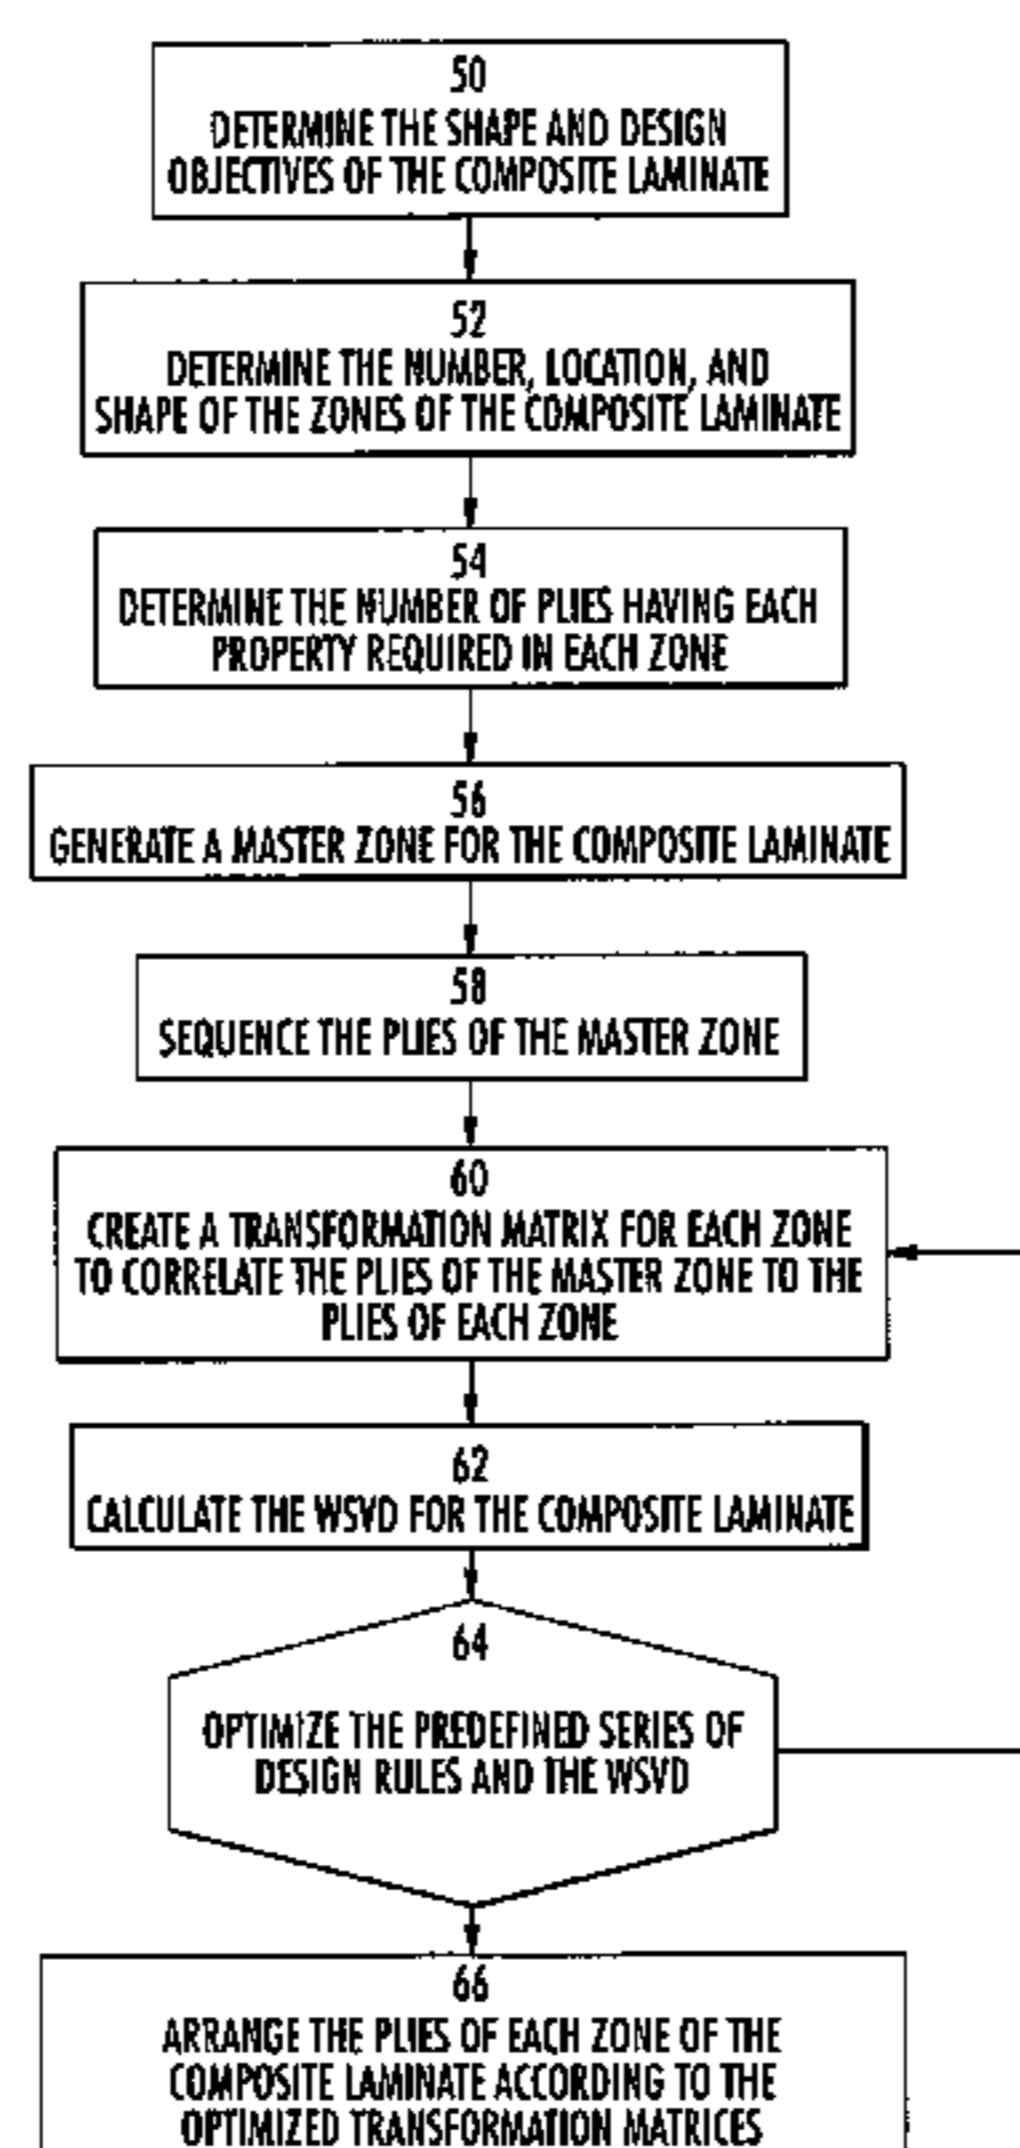 50
DETERMINE THE SHAPE AND DESIGN
OBJECTIVES OF THE COMPOSITE LAMINATE
52
DETERMINE THE NUMBER, LOCATION, AND
SHAPE OF THE ZONES OF THE COMPOSITE LAMINATE
54
DETERMINE THE NUMBER OF PLIES HAVING EACH
PROPERTY REQUIRED IN EACH ZONE
56
GENERATE A MASTER ZONE FOR THE COMPOSITE LAMINATE
58
SEQUENCE THE PLIES OF THE MASTER ZONE
60
CREATE A TRANSFORMATION MATRIX FOR EACH ZONE
TO CORRELATE THE PLIES OF THE MASTER ZONE TO THE
PLIES OF EACH ZONE
62
CALCULATE THE WSVD FOR THE COMPOSITE LAMINATE
64
OPTIMIZE THE PREDEFINED SERIES OF
DESIGN RULES AND THE WSVD
66
ARRANGE THE PLIES OF EACH ZONE OF THE
COMPOSITE LAMINATE ACCORDING TO THE
OPTIMIZED TRANSFORMATION MATRICES